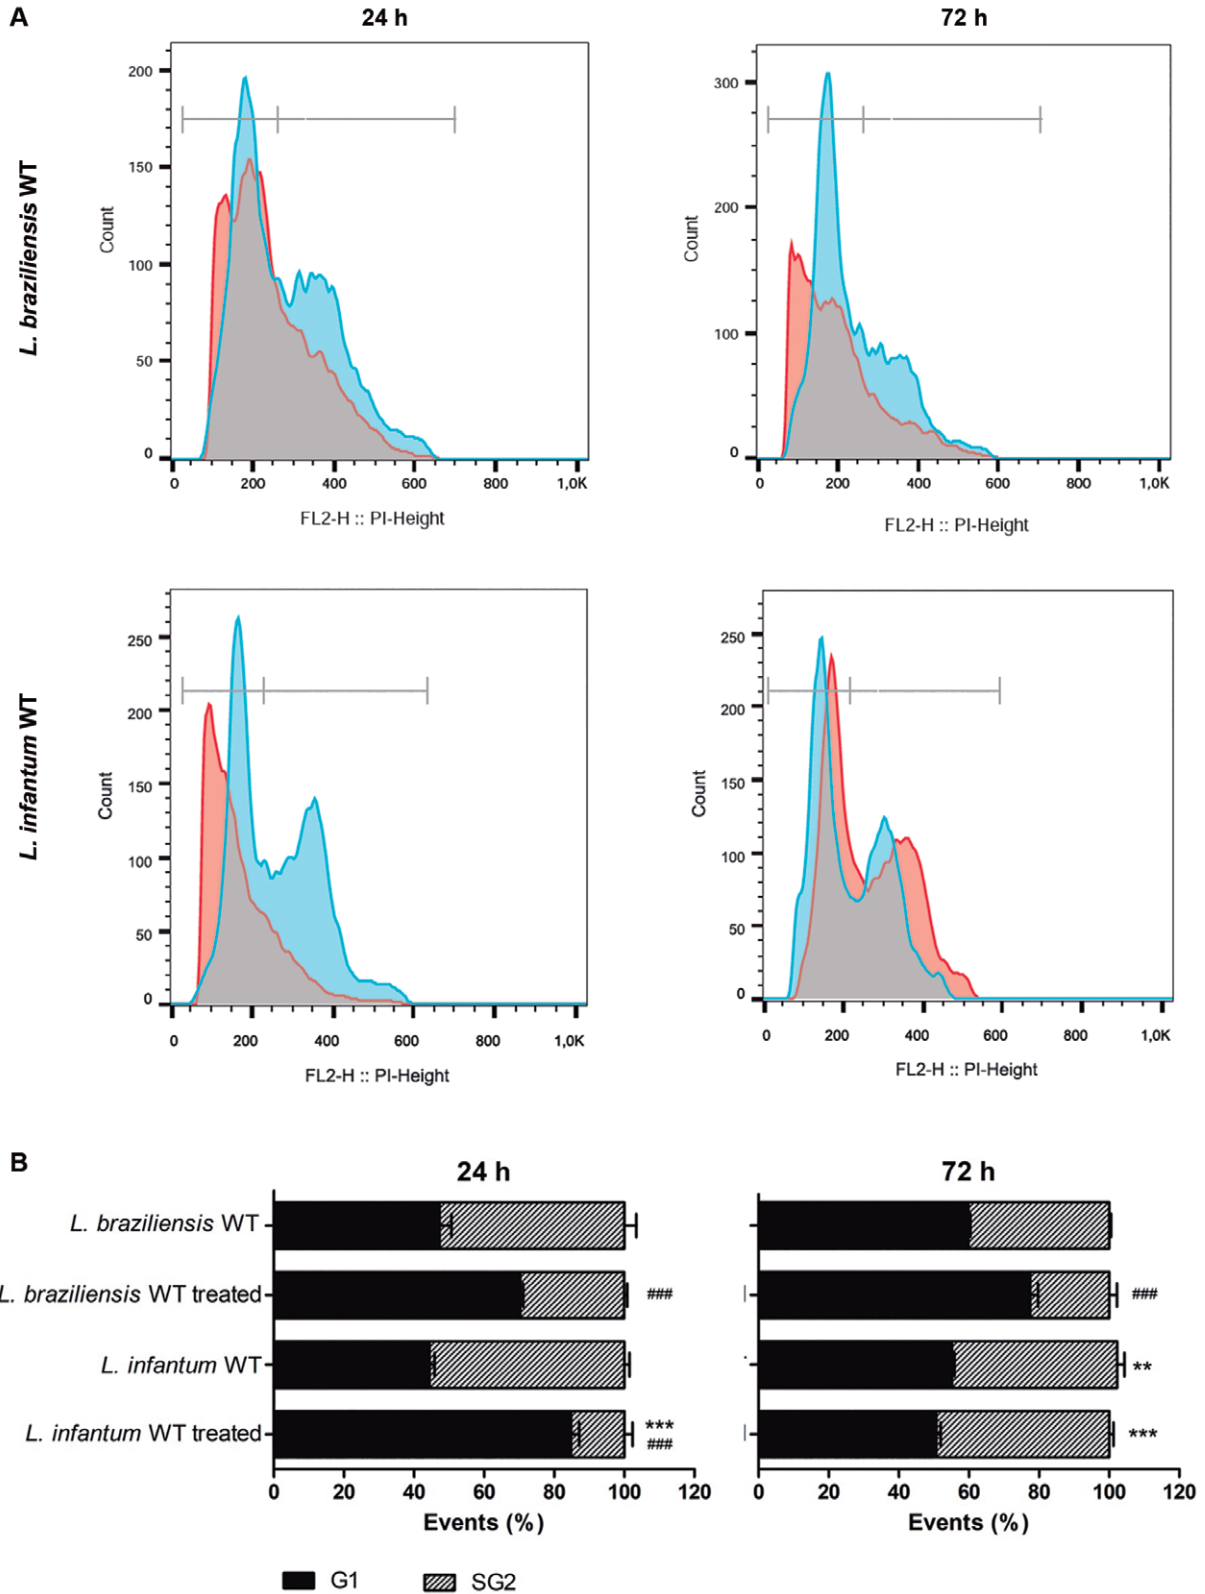 A
24 h
72 h
L. braziliensis WT
200
150
100
50
0
Count
0 200 400 600 800 1,0K
FL2-H :: PI-Height
300
200
100
0
Count
0 200 400 600 800 1,0K
FL2-H :: PI-Height
L. infantum WT
250
200
150
100
50
0
Count
0 200 400 600 800 1,0K
FL2-H :: PI-Height
250
200
150
100
50
0
Count
0 200 400 600 800 1,0K
FL2-H :: PI-Height
B
24 h
72 h
L. braziliensis WT
L. braziliensis WT treated
###
###
L. infantum WT
**
L. infantum WT treated
***
###
***
0 20 40 60 80 100 120
0 20 40 60 80 100 120
Events (%)
Events (%)
G1
SG2